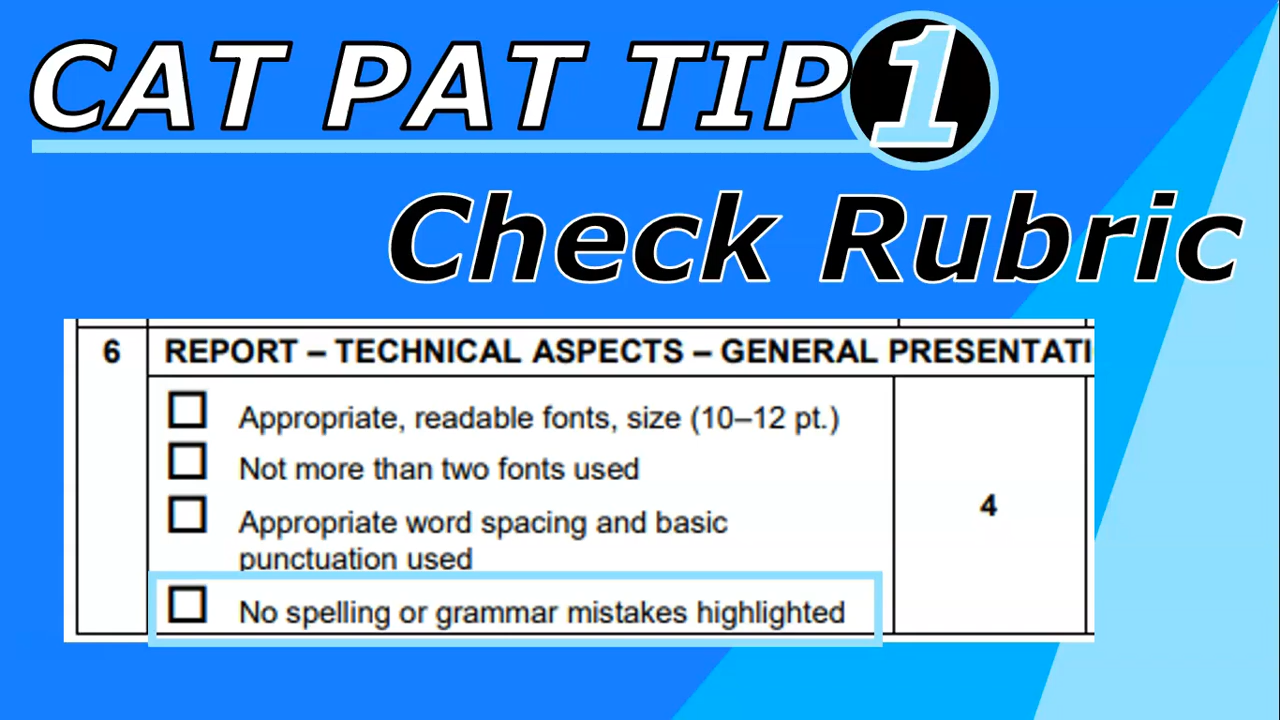 CAT PAT TIP 1
Check Rubric
6 REPORT – TECHNICAL ASPECTS – GENERAL PRESENTATI
Appropriate, readable fonts, size (10–12 pt.)
Not more than two fonts used
Appropriate word spacing and basic
punctuation used
4
No spelling or grammar mistakes highlighted